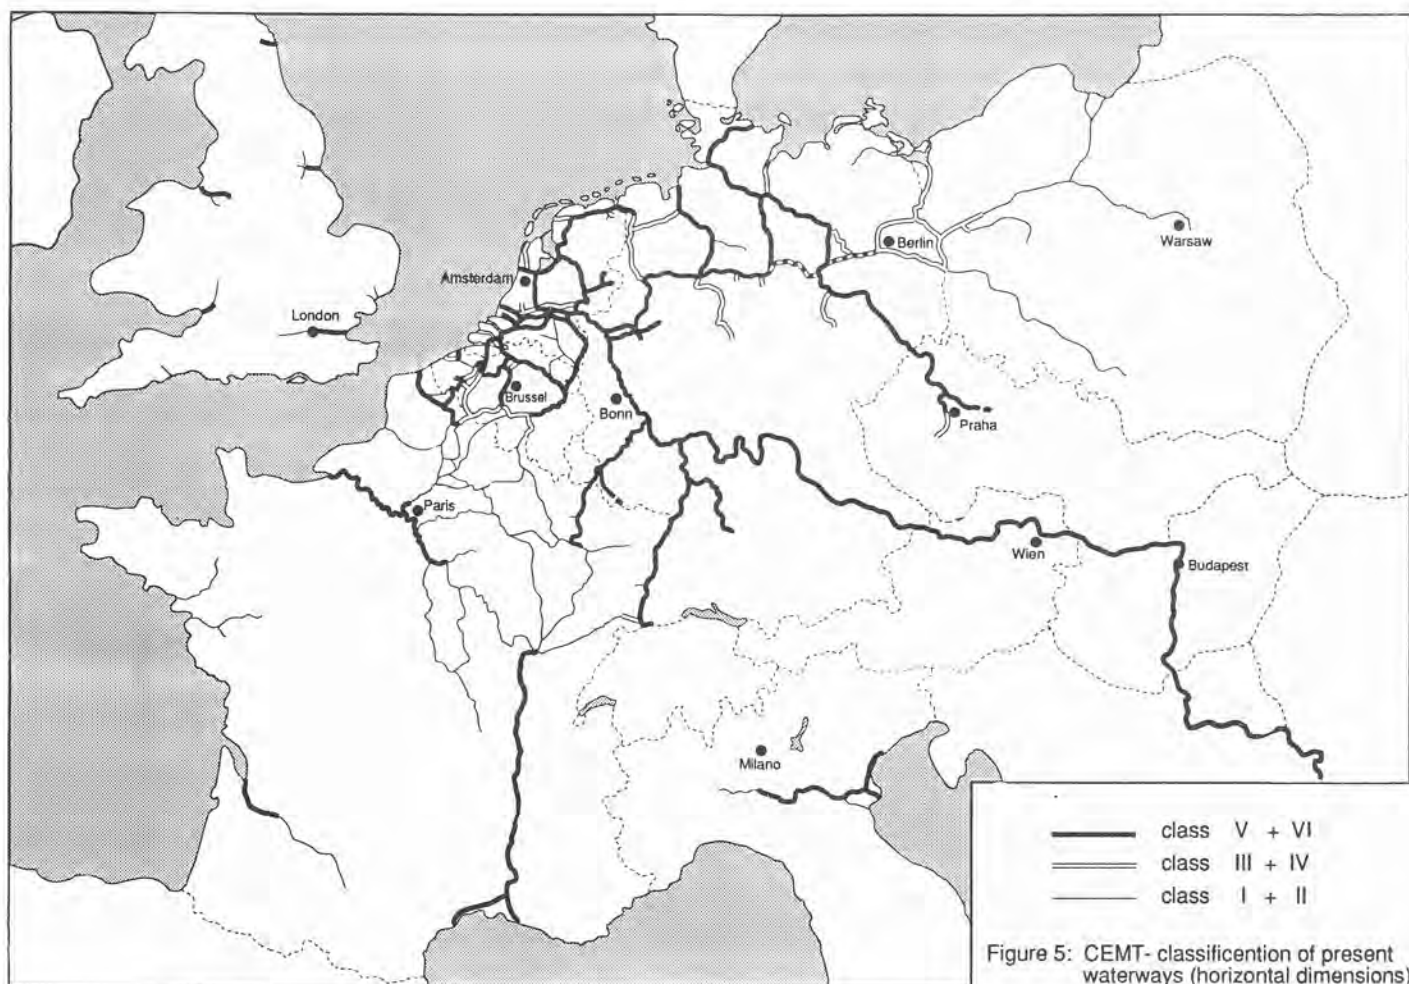 Warsaw
Berlin
Amsterdam
London
Brussel
Bonn
Praha
Paris
Wien
Budapest
Milano
class V + VI
class III + IV
class I + II
Figure 5: CEMT- classificention of present
waterways (horizontal dimensions)